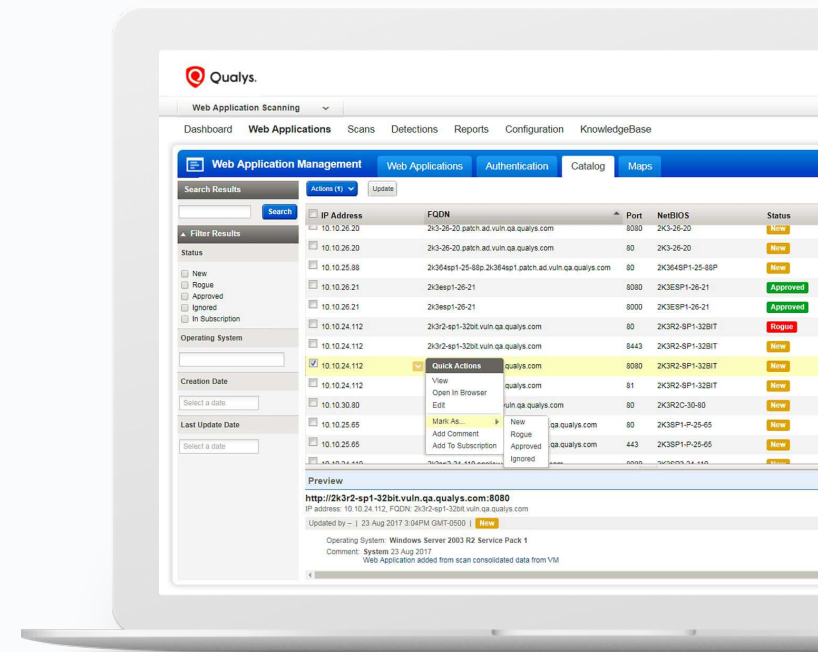 Qualys.
Web Application Scanning
Dashboard Web Applications Scans Detections Reports Configuration KnowledgeBase
Web Application Management Web Applications Authentication Catalog Maps
Search Results Actions (1) Update
Search
IP Address FQDN Port NetBIOS Status
10.10.26.20 2k3-26-20.patch.ad.vuln.qa.qualys.com 8080 2K3-26-20 New
Filter Results
10.10.26.20 2k3-26-20.patch.ad.vuln.qa.qualys.com 80 2K3-26-20 New
Status
10.10.25.88 2k364sp1-25-88p.2k364sp1.patch.ad.vuln.qa.qualys.com 80 2K364SP1-25-88P New
New
Rogue
10.10.26.21 2k3esp1-26-21 8080 2K3ESP1-26-21 Approved
Approved
Ignored
10.10.26.21 2k3esp1-26-21 8000 2K3ESP1-26-21 Approved
In Subscription
10.10.24.112 2k3r2-sp1-32bit.vuln.qa.qualys.com 80 2K3R2-SP1-32BIT Rogue
Operating System
10.10.24.112 2k3r2-sp1-32bit.vuln.qa.qualys.com 8443 2K3R2-SP1-32BIT New
10.10.24.112 Quick Actions qualys.com 8080 2K3R2-SP1-32BIT New
Creation Date
10.10.24.112 View qualys.com 81 2K3R2-SP1-32BIT New
Open In Browser
Select a date
10.10.30.80 Edit vuln.qa.qualys.com 80 2K3R2C-30-80 New
Last Update Date
10.10.25.65 Mark As... New qa.qualys.com 80 2K3SP1-P-25-65 New
Add Comment Rogue
Select a date
10.10.25.65 Add To Subscription Approved qa.qualys.com 443 2K3SP1-P-25-65 New
Ignored
Preview
http://2k3r2-sp1-32bit.vuln.qa.qualys.com:8080
IP address: 10.10.24.112, FQDN: 2k3r2-sp1-32bit.vuln.qa.qualys.com
Updated by – | 23 Aug 2017 3:04PM GMT-0500 | New
Operating System: Windows Server 2003 R2 Service Pack 1
Comment: System 23 Aug 2017
Web Application added from scan consolidated data from VM